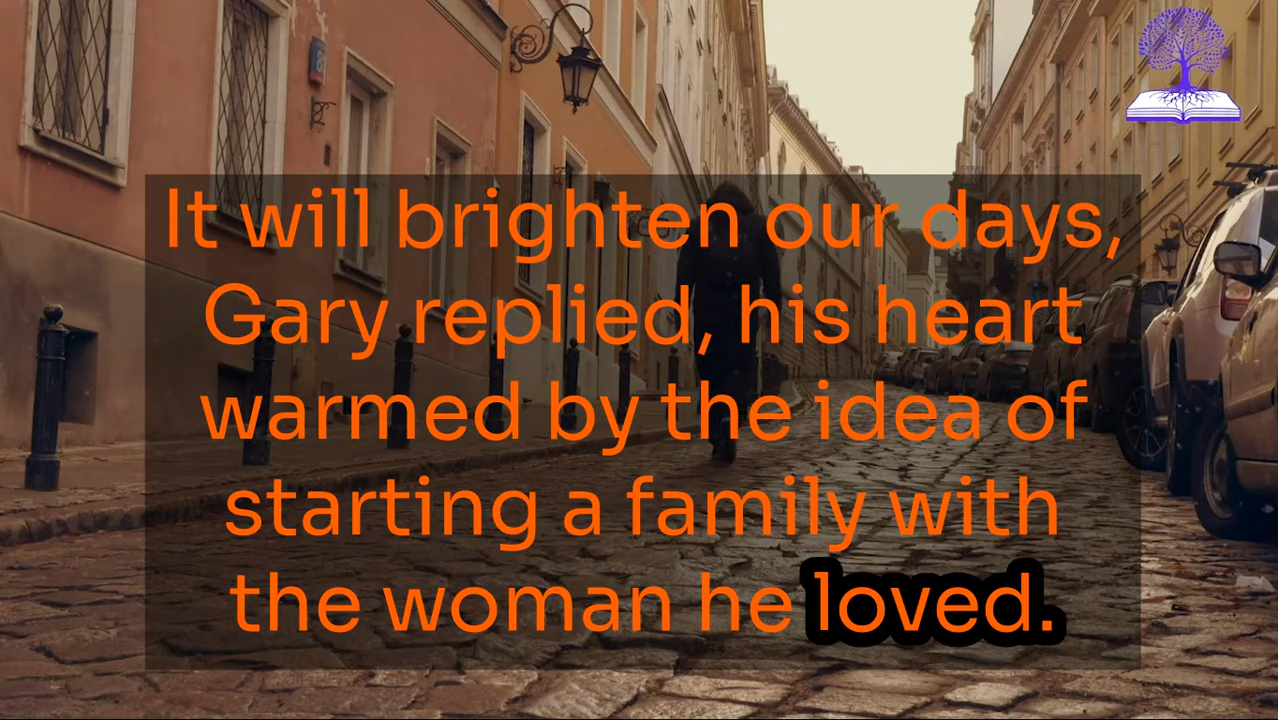 It will brighten our days,
Gary replied, his heart
warmed by the idea of
starting a family with
the woman he loved.